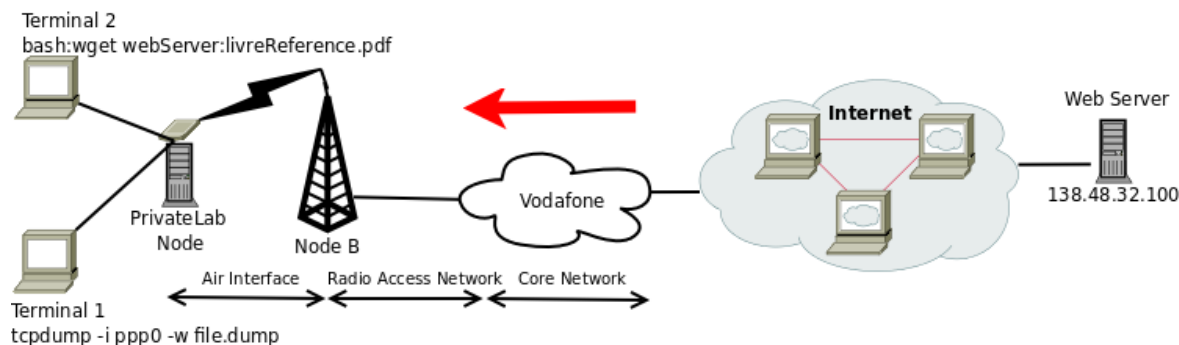 Terminal 2
bash:wget webServer:livreReference.pdf
Internet
Web Server
138.48.32.100
PrivateLab
Node
Node B
Vodafone
Air Interface
Radio Access Network
Core Network
Terminal 1
tcpdump -i ppp0 -w file.dump